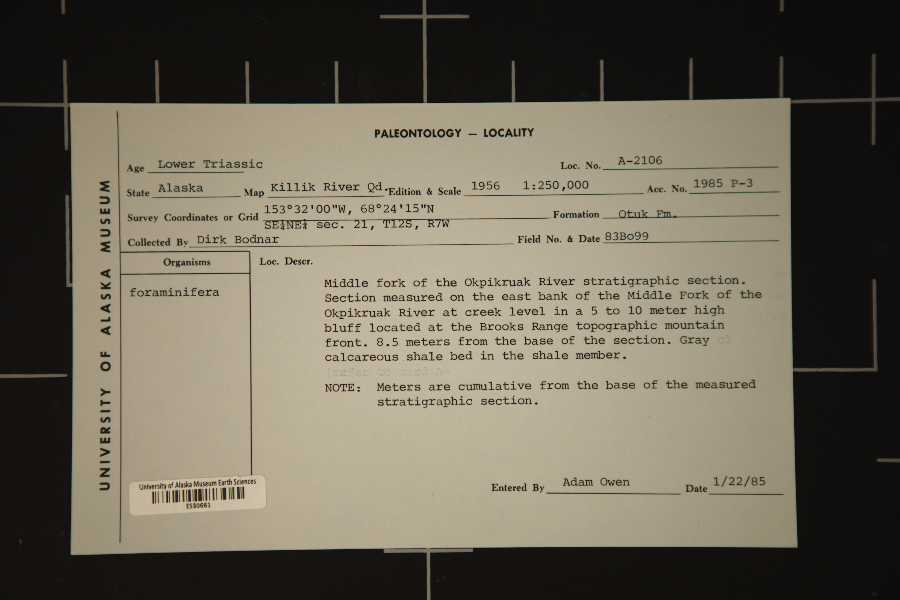 PALEONTOLOGY — LOCALITY
Age Lower Triassic Loc. No. A-2106
State Alaska Map Killik River Qd. Edition & Scale 1956 1:250,000 Acc. No. 1985 P-3
Survey Coordinates or Grid 153°32'00"W, 68°24'15"N Formation Otuk Fm.
SE¼NE¼ sec. 21, T12S, R7W
Collected By Dirk Bodnar Field No. & Date 83Bo99
Organisms Loc. Descr.
foraminifera
Middle fork of the Okpikruak River stratigraphic section.
Section measured on the east bank of the Middle Fork of the
Okpikruak River at creek level in a 5 to 10 meter high
bluff located at the Brooks Range topographic mountain
front. 8.5 meters from the base of the section. Gray
calcareous shale bed in the shale member.
NOTE: Meters are cumulative from the base of the measured
stratigraphic section.
Entered By Adam Owen Date 1/22/85
UNIVERSITY OF ALASKA MUSEUM
University of Alaska Museum Earth Sciences